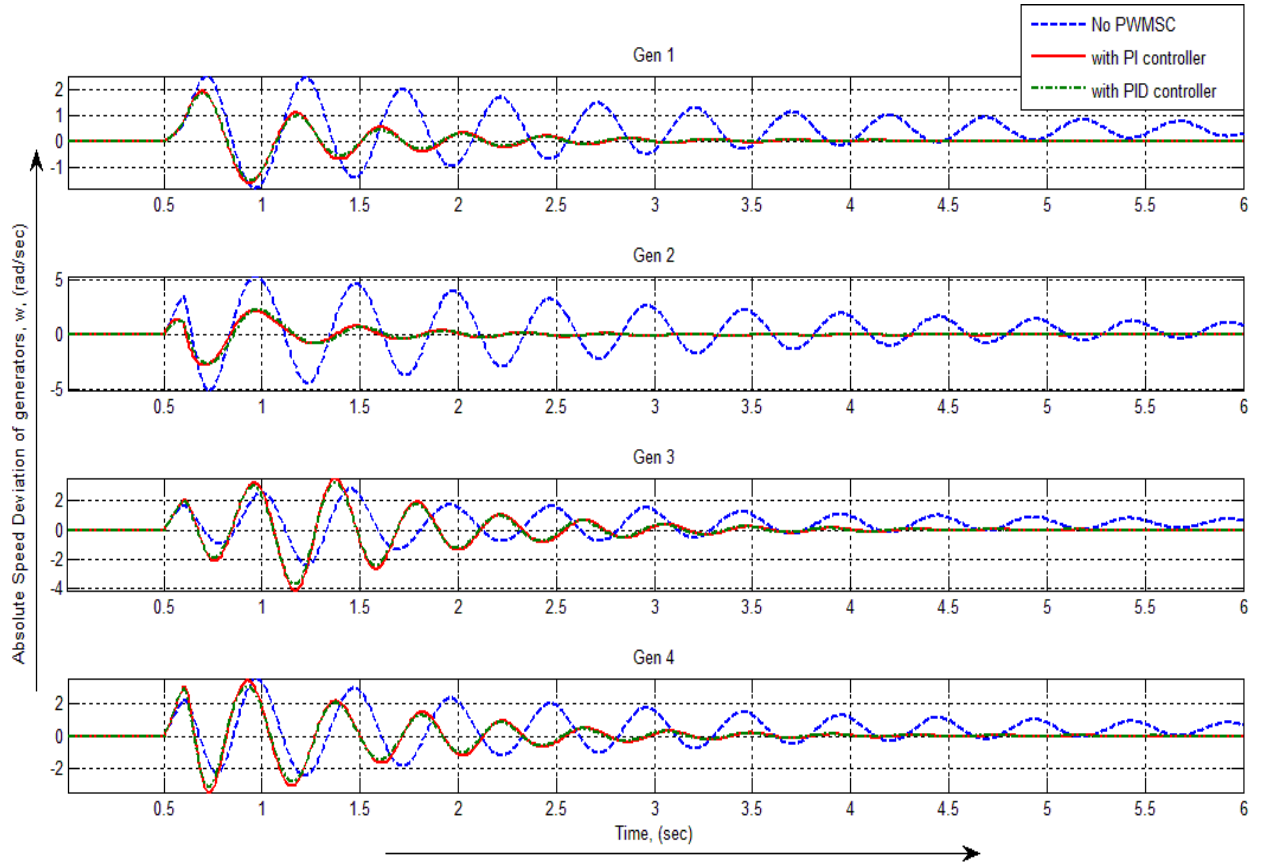 No PWMSC
with PI controller
with PID controller
Gen 1
2
1
0
-1
0.5 1 1.5 2 2.5 3 3.5 4 4.5 5 5.5 6
Gen 2
5
0
-5
0.5 1 1.5 2 2.5 3 3.5 4 4.5 5 5.5 6
Gen 3
2
0
-2
-4
0.5 1 1.5 2 2.5 3 3.5 4 4.5 5 5.5 6
Gen 4
2
0
-2
0.5 1 1.5 2 2.5 3 3.5 4 4.5 5 5.5 6
Absolute Speed Deviation of generators, w, (rad/sec)
Time, (sec)